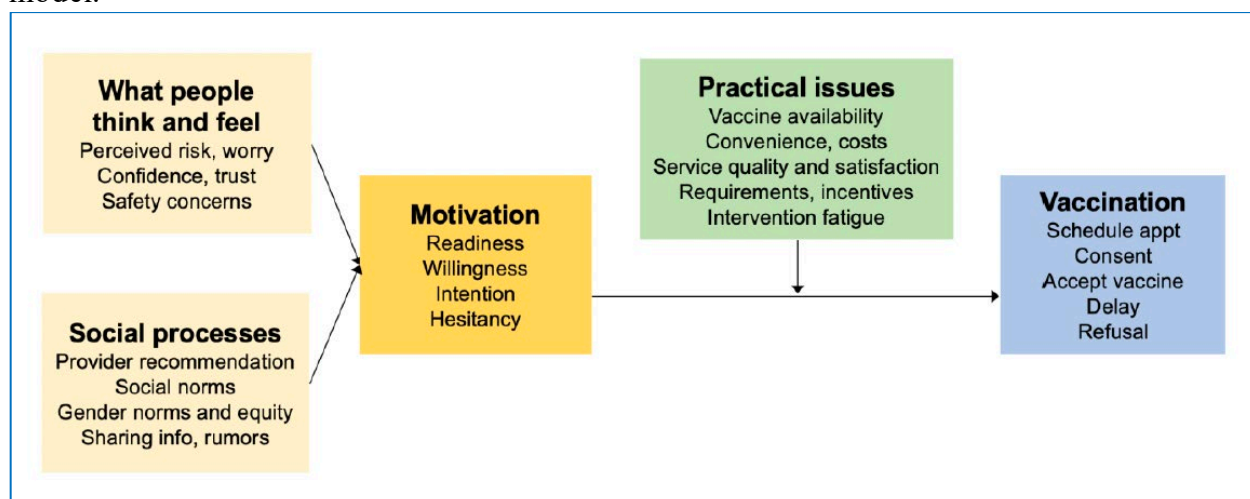 model.
What people
think and feel
Perceived risk, worry
Confidence, trust
Safety concerns
Social processes
Provider recommendation
Social norms
Gender norms and equity
Sharing info, rumors
Motivation
Readiness
Willingness
Intention
Hesitancy
Practical issues
Vaccine availability
Convenience, costs
Service quality and satisfaction
Requirements, incentives
Intervention fatigue
Vaccination
Schedule appt
Consent
Accept vaccine
Delay
Refusal